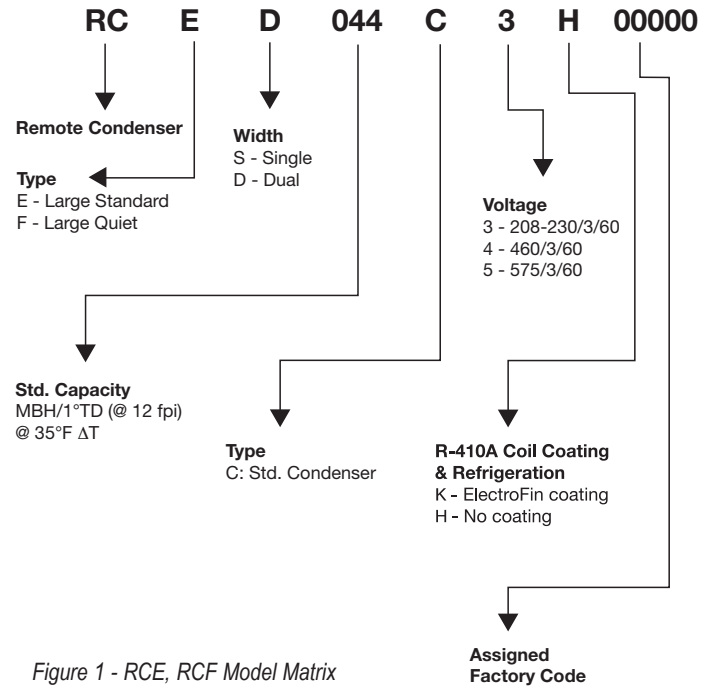 RC E D 044 C 3 H 00000
Remote Condenser
Type
E - Large Standard
F - Large Quiet
Width
S - Single
D - Dual
Voltage
3 - 208-230/3/60
4 - 460/3/60
5 - 575/3/60
Std. Capacity
MBH/1°TD (@ 12 fpi)
@ 35°F ΔT
Type
C: Std. Condenser
R-410A Coil Coating
& Refrigeration
K - ElectroFin coating
H - No coating
Assigned
Factory Code
Figure 1 - RCE, RCF Model Matrix